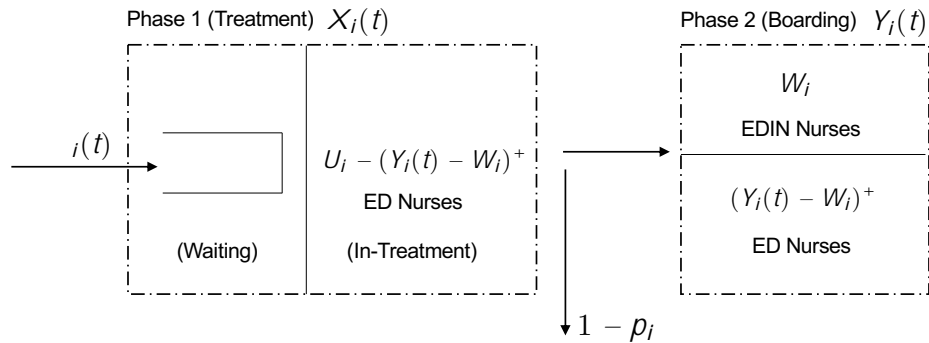 Phase 1 (Treatment) X_i(t)
Phase 2 (Boarding) Y_i(t)
W_i
EDIN Nurses
_i(t)
U_i − (Y_i(t) − W_i)^+
ED Nurses
(Waiting)
(In-Treatment)
(Y_i(t) − W_i)^+
ED Nurses
1 − p_i